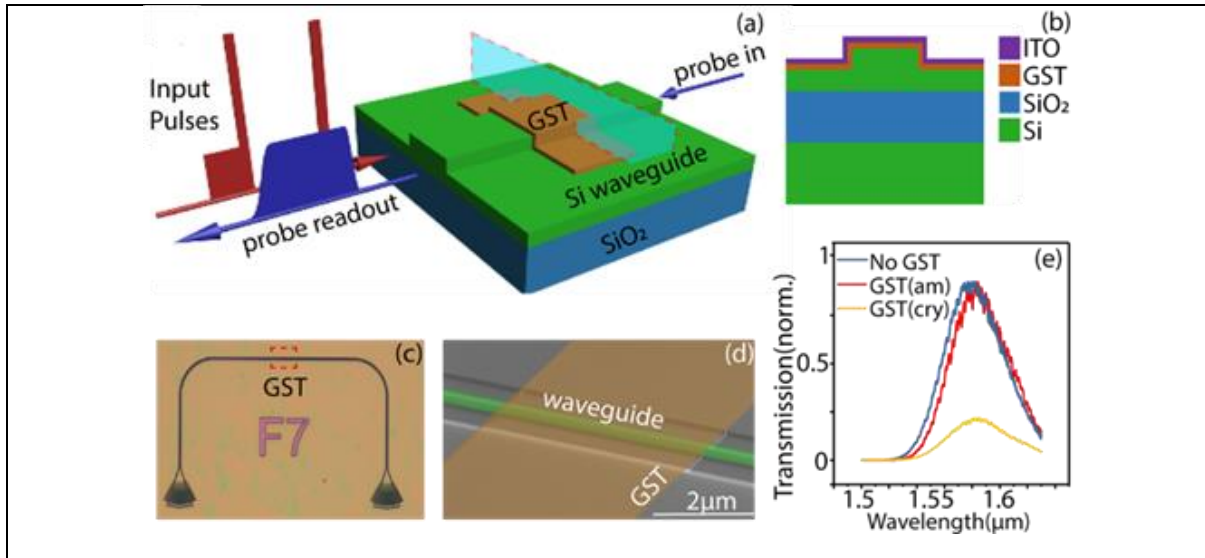 (a)
Input
Pulses
probe in
GST
Si waveguide
SiO₂
probe readout
(b)
ITO
GST
SiO₂
Si
(c)
GST
F7
(d)
waveguide
GST
2μm
(e)
No GST
GST(am)
GST(cry)
Transmission(norm.)
1
0.5
0
1.5 1.55 1.6
Wavelength(μm)